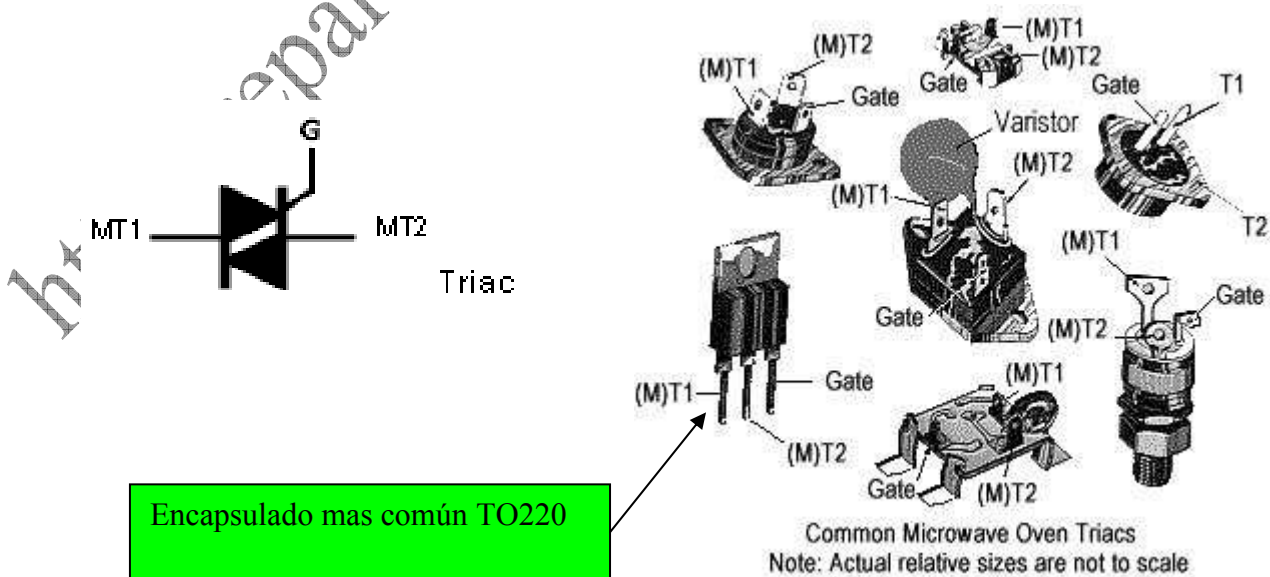 G
MT1
MT2
Triac
(M)T1
(M)T2
Gate
(M)T1
(M)T2
Gate
Gate
T1
T2
Varistor
(M)T1
(M)T2
Gate
(M)T1
Gate
(M)T2
(M)T1
Gate
(M)T2
(M)T1
Gate
(M)T2
Encapsulado mas común TO220
Common Microwave Oven Triacs
Note: Actual relative sizes are not to scale